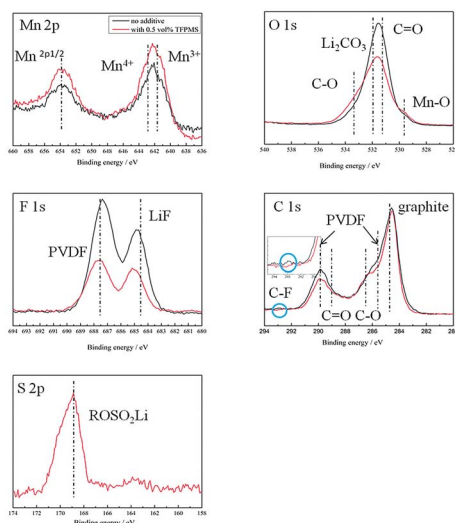 Mn 2p
no additive
with 0.5 vol% TFPMS
Mn 2p1/2
Mn4+
Mn3+
660 658 656 654 652 650 648 646 644 642 640 638 636
Binding energy / eV
O 1s
C=O
Li2CO3
C-O
Mn-O
540 538 536 534 532 530 528 52
Binding energy / eV
F 1s
LiF
PVDF
694 693 692 691 690 689 688 687 686 685 684 683 682 681 680
Binding energy / eV
C 1s
PVDF
graphite
C-F
C=O C-O
294 292 290 288 286 284 28
Binding energy / eV
S 2p
ROSO2Li
174 172 170 168 166 164 162 160 158
Binding energy / eV